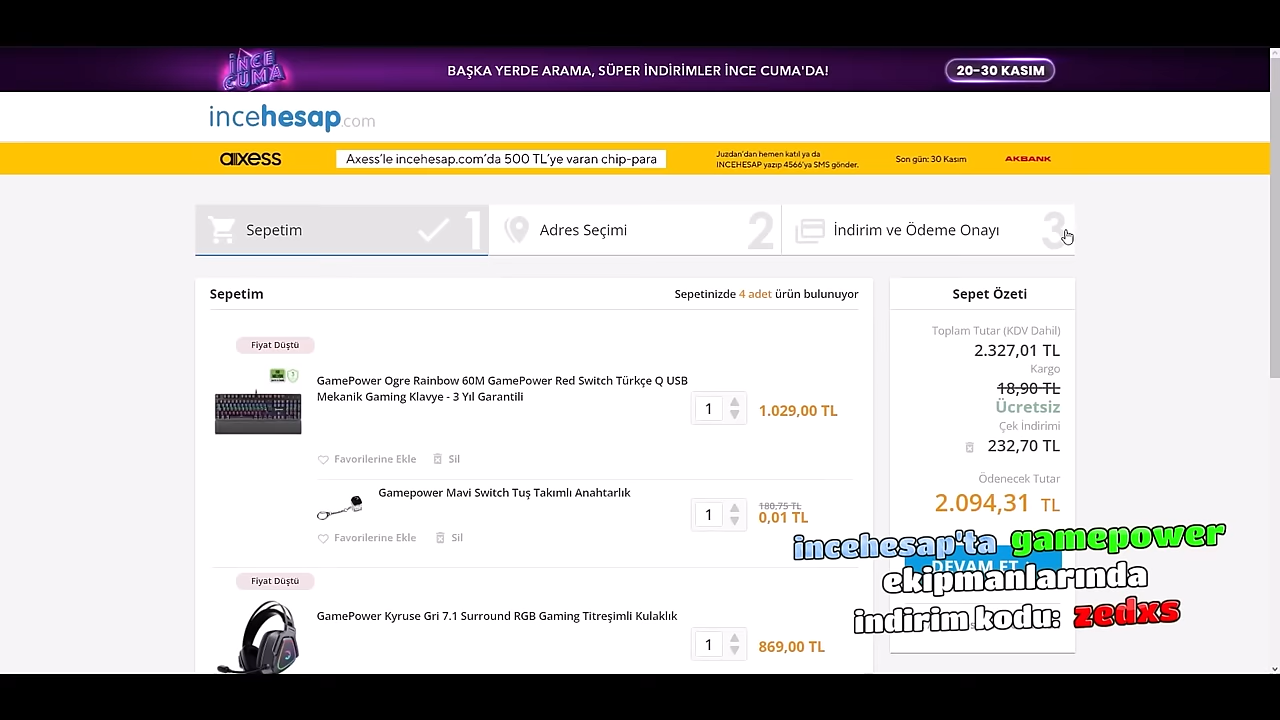 İNCE
CUMA
BAŞKA YERDE ARAMA, SÜPER İNDİRİMLER İNCE CUMA'DA!
20-30 KASIM
incehesap.com
axess
Axess'le incehesap.com'da 500 TL'ye varan chip-para
Juzdan'dan hemen katıl ya da
INCEHESAP yazıp 4566'ya SMS gönder.
Son gün: 30 Kasım
AKBANK
Sepetim
1
Adres Seçimi
2
İndirim ve Ödeme Onayı
3
Sepetim
Sepetinizde 4 adet ürün bulunuyor
Fiyat Düştü
GamePower Ogre Rainbow 60M GamePower Red Switch Türkçe Q USB
Mekanik Gaming Klavye - 3 Yıl Garantili
1
1.029,00 TL
Favorilerine Ekle
Sil
Gamepower Mavi Switch Tuş Takımlı Anahtarlık
1
180,75 TL
0,01 TL
Favorilerine Ekle
Sil
Fiyat Düştü
GamePower Kyruse Gri 7.1 Surround RGB Gaming Titreşimli Kulaklık
1
869,00 TL
Sepet Özeti
Toplam Tutar (KDV Dahil)
2.327,01 TL
Kargo
18,90 TL
Ücretsiz
Çek İndirimi
232,70 TL
Ödenecek Tutar
2.094,31 TL
DEVAM ET
incehesap'ta gamepower
ekipmanlarında
indirim kodu: zedxs